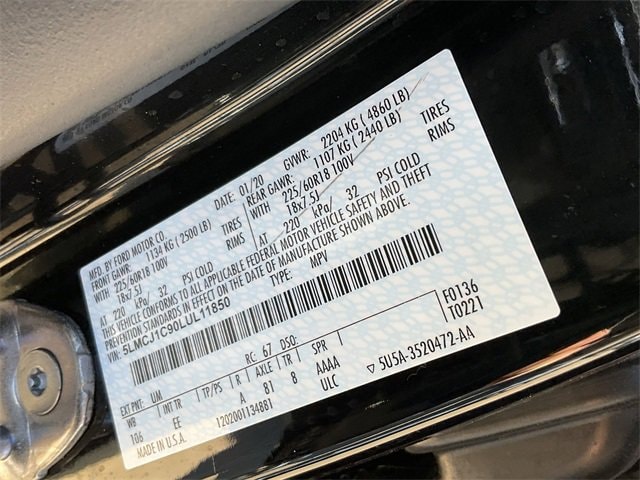 MFD. BY FORD MOTOR CO.
DATE: 01/20 GVWR: 2204 KG ( 4860 LB)
FRONT GAWR: 1134 KG ( 2500 LB) REAR GAWR: 1107 KG ( 2440 LB)
WITH 225/60R18 100V TIRES WITH 225/60R18 100V TIRES
18x7.5J RIMS 18x7.5J RIMS
AT 220 kPa/ 32 PSI COLD AT 220 kPa/ 32 PSI COLD
THIS VEHICLE CONFORMS TO ALL APPLICABLE FEDERAL MOTOR VEHICLE SAFETY AND THEFT
PREVENTION STANDARDS IN EFFECT ON THE DATE OF MANUFACTURE SHOWN ABOVE.
5LMCJ1C90LUL11850 TYPE: MPV
F0136
T0221
EXT PNT: UM RC: 67 DSO:
WB INT TR TP/PS R AXLE TR SPR
106 EE A 81 8 AAAA
ULC
MADE IN U.S.A. 1202001134881 5U5A-3520472-AA